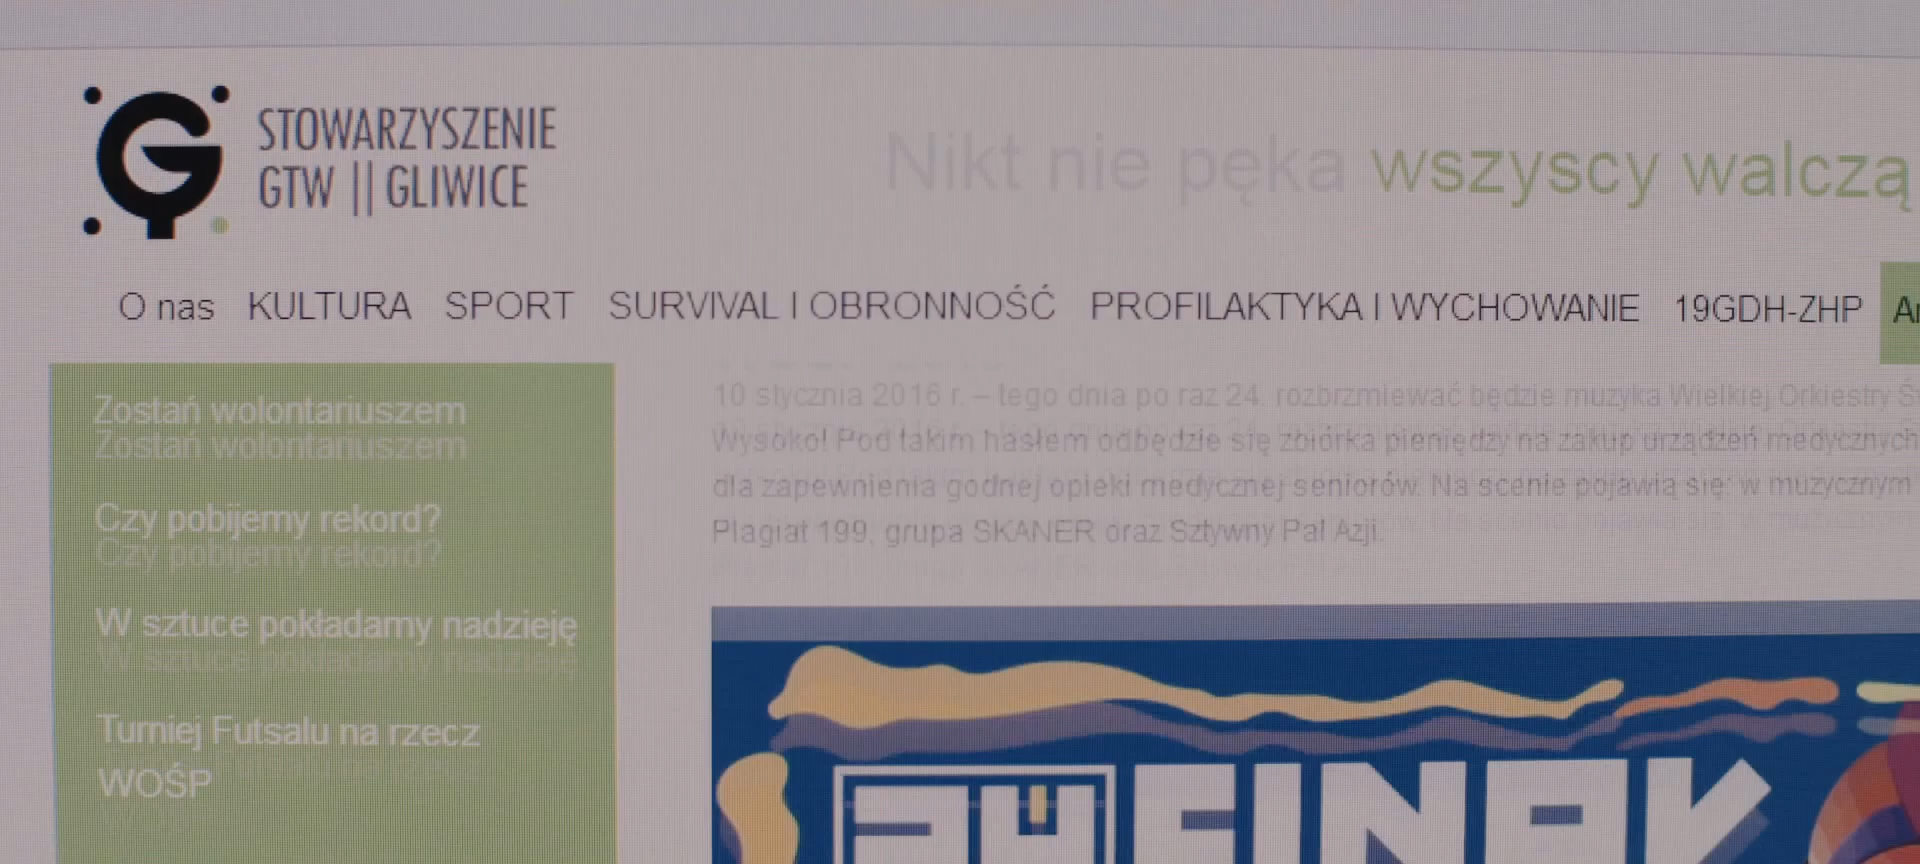 STOWARZYSZENIE
GTW || GLIWICE
Nikt nie pęka wszyscy walczą
O nas KULTURA SPORT SURVIVAL I OBRONNOŚĆ PROFILAKTYKA I WYCHOWANIE 19GDH-ZHP
Zostań wolontariuszem
Czy pobijemy rekord?
W sztuce pokładamy nadzieję
Turniej Futsalu na rzecz
WOŚP
10 stycznia 2016 r. – tego dnia po raz 24. rozbrzmiewać będzie muzyka Wielkiej Orkiestry
Wysoko! Pod takim hasłem odbędzie się zbiórka pieniędzy na zakup urządzeń medycznych
dla zapewnienia godnej opieki medycznej seniorów. Na scenie pojawią się: w muzycznym
Plagiat 199, grupa SKANER oraz Sztywny Pal Azji.
24 FINAŁ